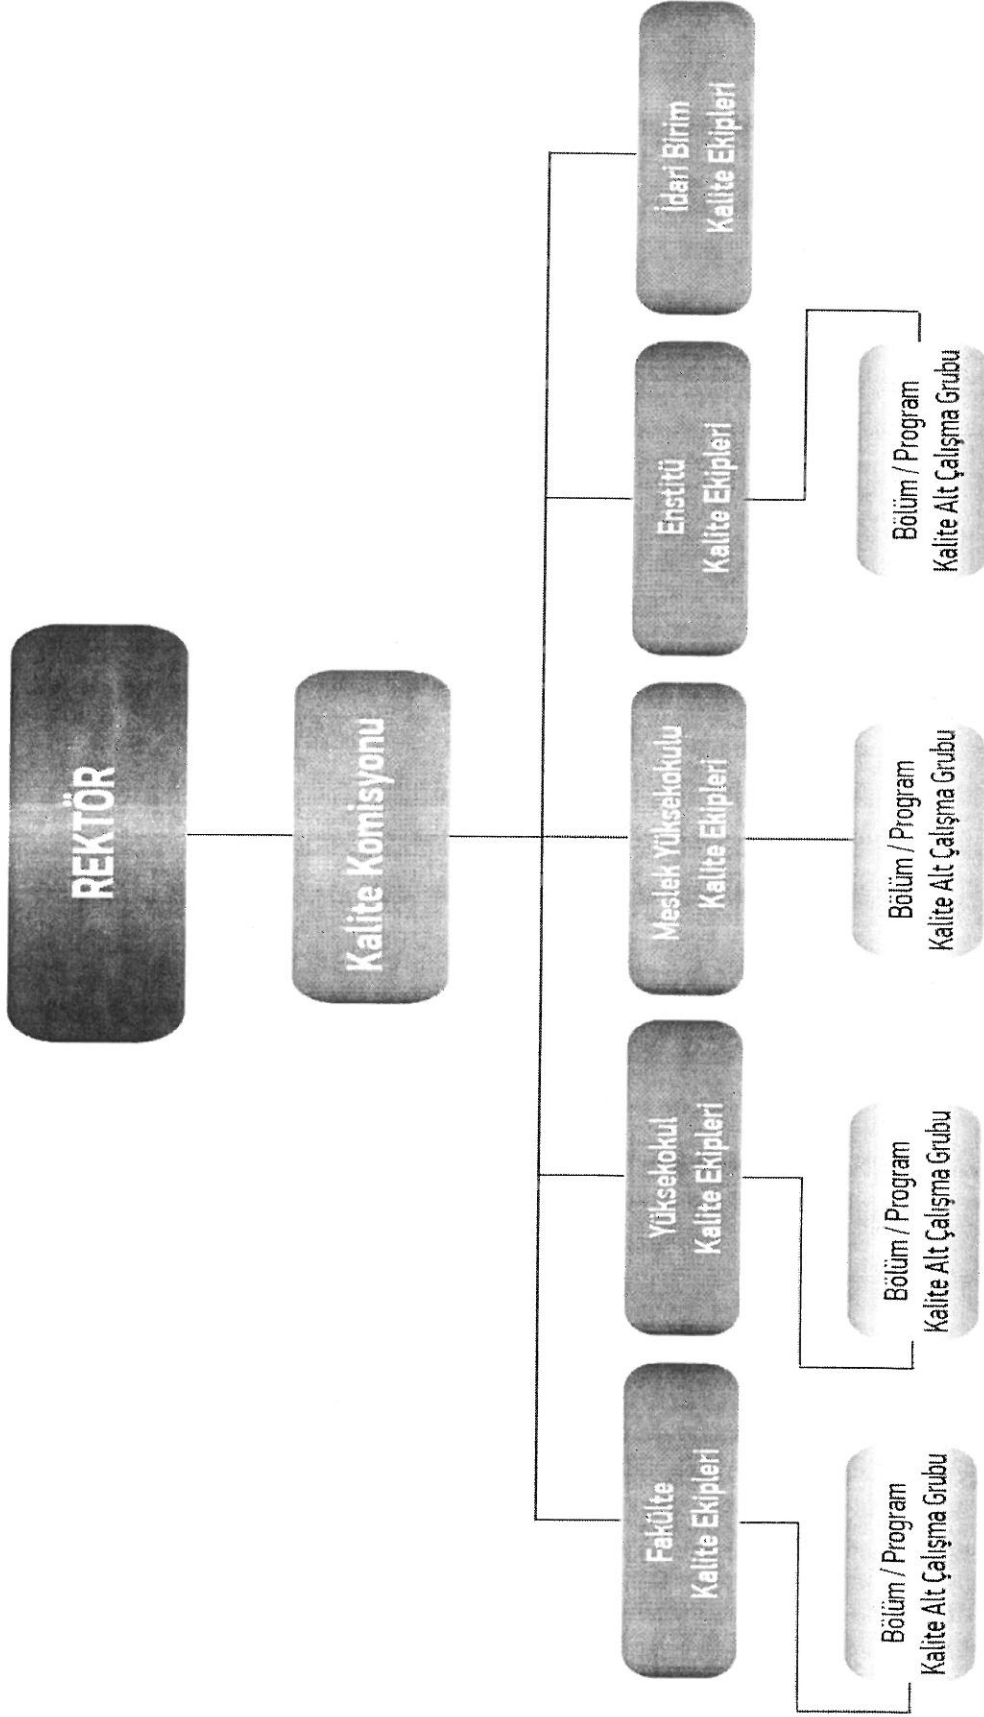 REKTÖR
Kalite Komisyonu
Fakülte
Kalite Ekipleri
Yüksekokul
Kalite Ekipleri
Meslek Yüksekokulu
Kalite Ekipleri
Enstitü
Kalite Ekipleri
İdari Birim
Kalite Ekipleri
Bölüm / Program
Kalite Alt Çalışma Grubu
Bölüm / Program
Kalite Alt Çalışma Grubu
Bölüm / Program
Kalite Alt Çalışma Grubu
Bölüm / Program
Kalite Alt Çalışma Grubu